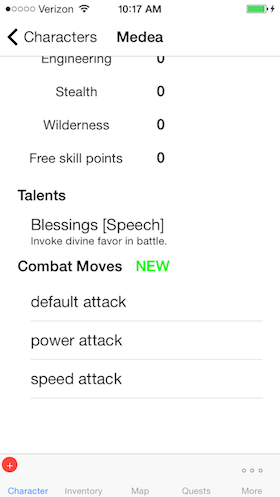 Verizon 10:17 AM
Characters Medea
Engineering 0
Stealth 0
Wilderness 0
Free skill points 0
Talents
Blessings [Speech]
Invoke divine favor in battle.
Combat Moves NEW
default attack
power attack
speed attack
Character Inventory Map Quests More